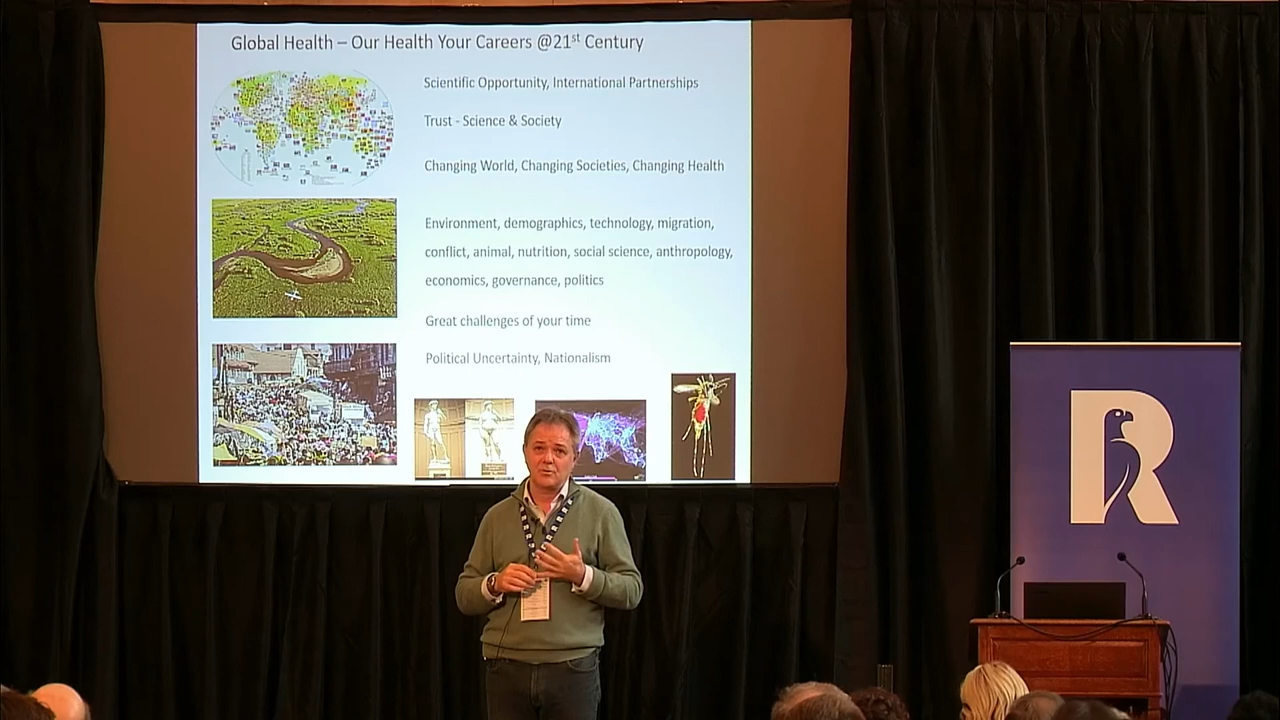 Global Health – Our Health Your Careers @21st Century
Scientific Opportunity, International Partnerships
Trust - Science & Society
Changing World, Changing Societies, Changing Health
Environment, demographics, technology, migration,
conflict, animal, nutrition, social science, anthropology,
economics, governance, politics
Great challenges of your time
Political Uncertainty, Nationalism
R